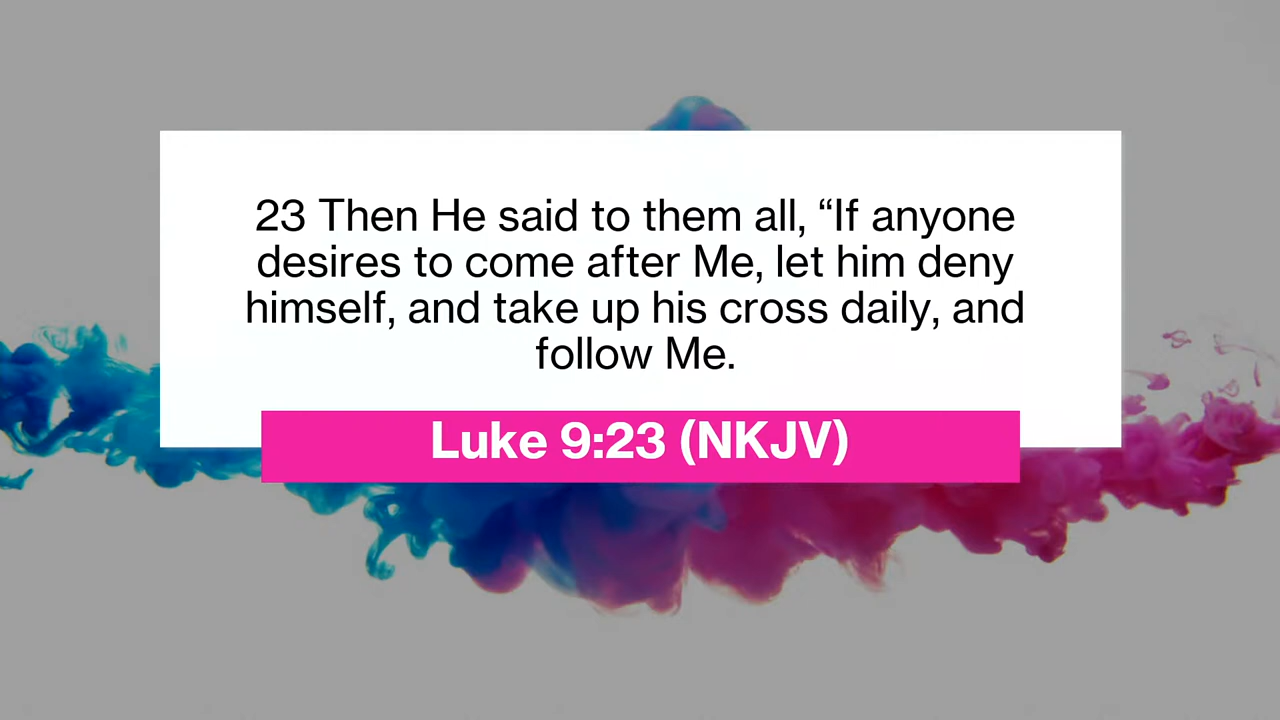 23 Then He said to them all, “If anyone
desires to come after Me, let him deny
himself, and take up his cross daily, and
follow Me.
Luke 9:23 (NKJV)